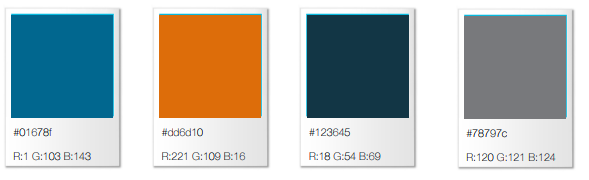 #01678f
R:1 G:103 B:143
#dd6d10
R:221 G:109 B:16
#123645
R:18 G:54 B:69
#78797c
R:120 G:121 B:124